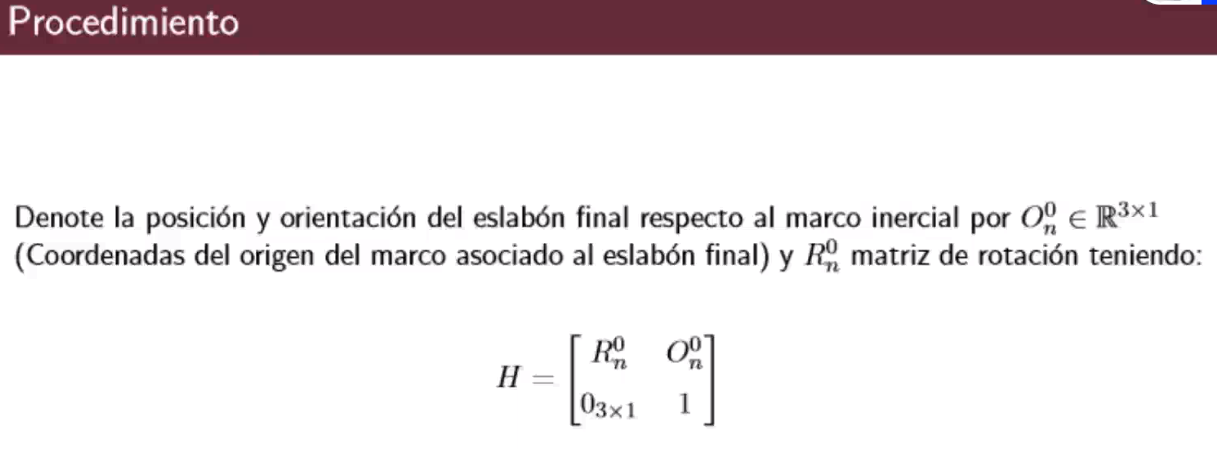 Procedimiento
Denote la posición y orientación del eslabón final respecto al marco inercial por $O_n^0 \in \mathbb{R}^{3\times 1}$
(Coordenadas del origen del marco asociado al eslabón final) y $R_n^0$ matriz de rotación teniendo:
$H = \begin{bmatrix} R_n^0 & O_n^0 \\ 0_{3\times 1} & 1 \end{bmatrix}$